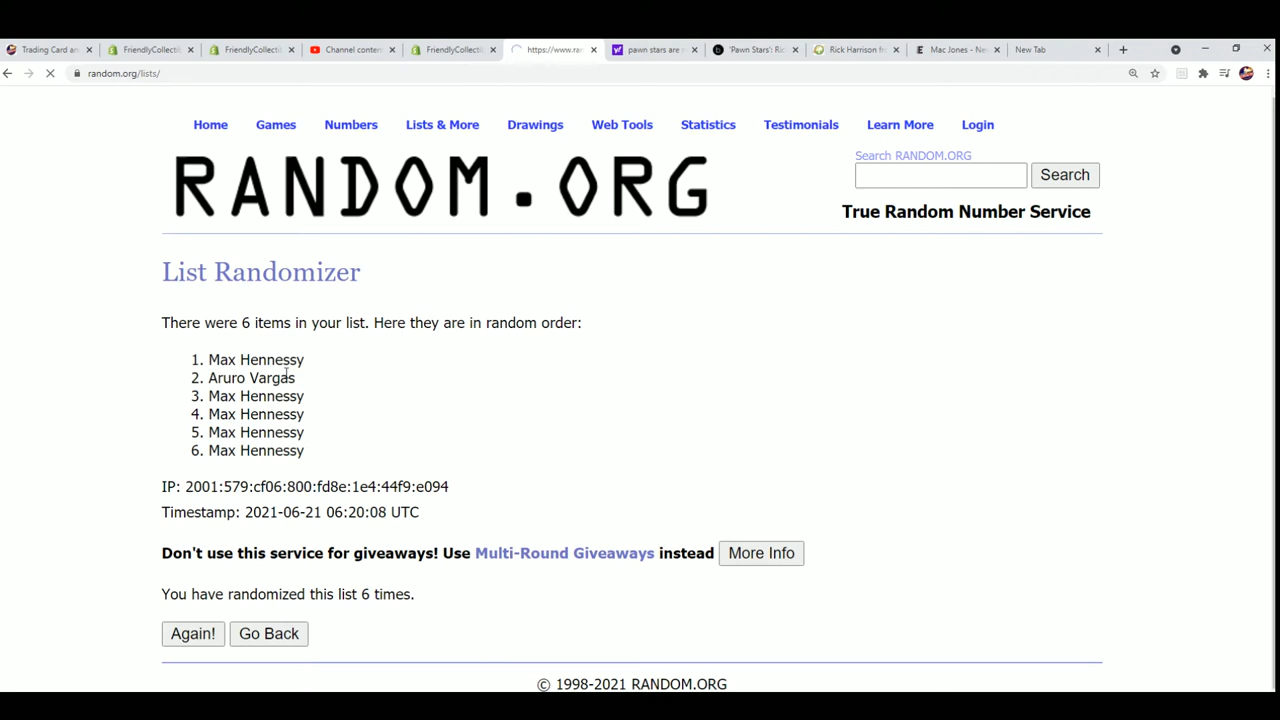 Trading Card an
FriendlyCollecti
FriendlyCollecti
Channel conten
FriendlyCollecti
https://www.ran
pawn stars are n
'Pawn Stars': Ric
Rick Harrison fr
Mac Jones - Ne
New Tab
random.org/lists/
Home Games Numbers Lists & More Drawings Web Tools Statistics Testimonials Learn More Login
Search RANDOM.ORG
RANDOM.ORG
Search
True Random Number Service
List Randomizer
There were 6 items in your list. Here they are in random order:
1. Max Hennessy
2. Aruro Vargas
3. Max Hennessy
4. Max Hennessy
5. Max Hennessy
6. Max Hennessy
IP: 2001:579:cf06:800:fd8e:1e4:44f9:e094
Timestamp: 2021-06-21 06:20:08 UTC
Don't use this service for giveaways! Use Multi-Round Giveaways instead More Info
You have randomized this list 6 times.
Again! Go Back
© 1998-2021 RANDOM.ORG